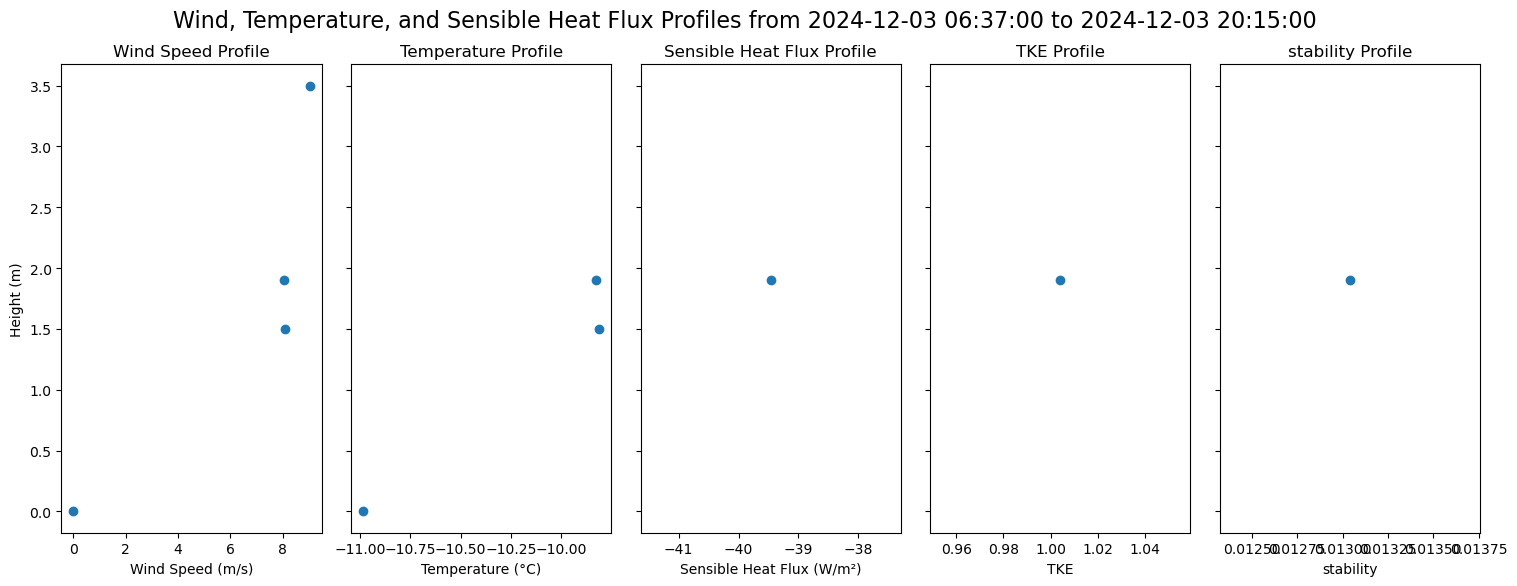 Wind, Temperature, and Sensible Heat Flux Profiles from 2024-12-03 06:37:00 to 2024-12-03 20:15:00
Wind Speed Profile
Temperature Profile
Sensible Heat Flux Profile
TKE Profile
stability Profile
Height (m)
3.5
3.0
2.5
2.0
1.5
1.0
0.5
0.0
0 2 4 6 8
−11.00 −10.75 −10.50 −10.25 −10.00
−41 −40 −39 −38
0.96 0.98 1.00 1.02 1.04
0.01250 0.01275 0.01300 0.01325 0.01350 0.01375
Wind Speed (m/s)
Temperature (°C)
Sensible Heat Flux (W/m²)
TKE
stability